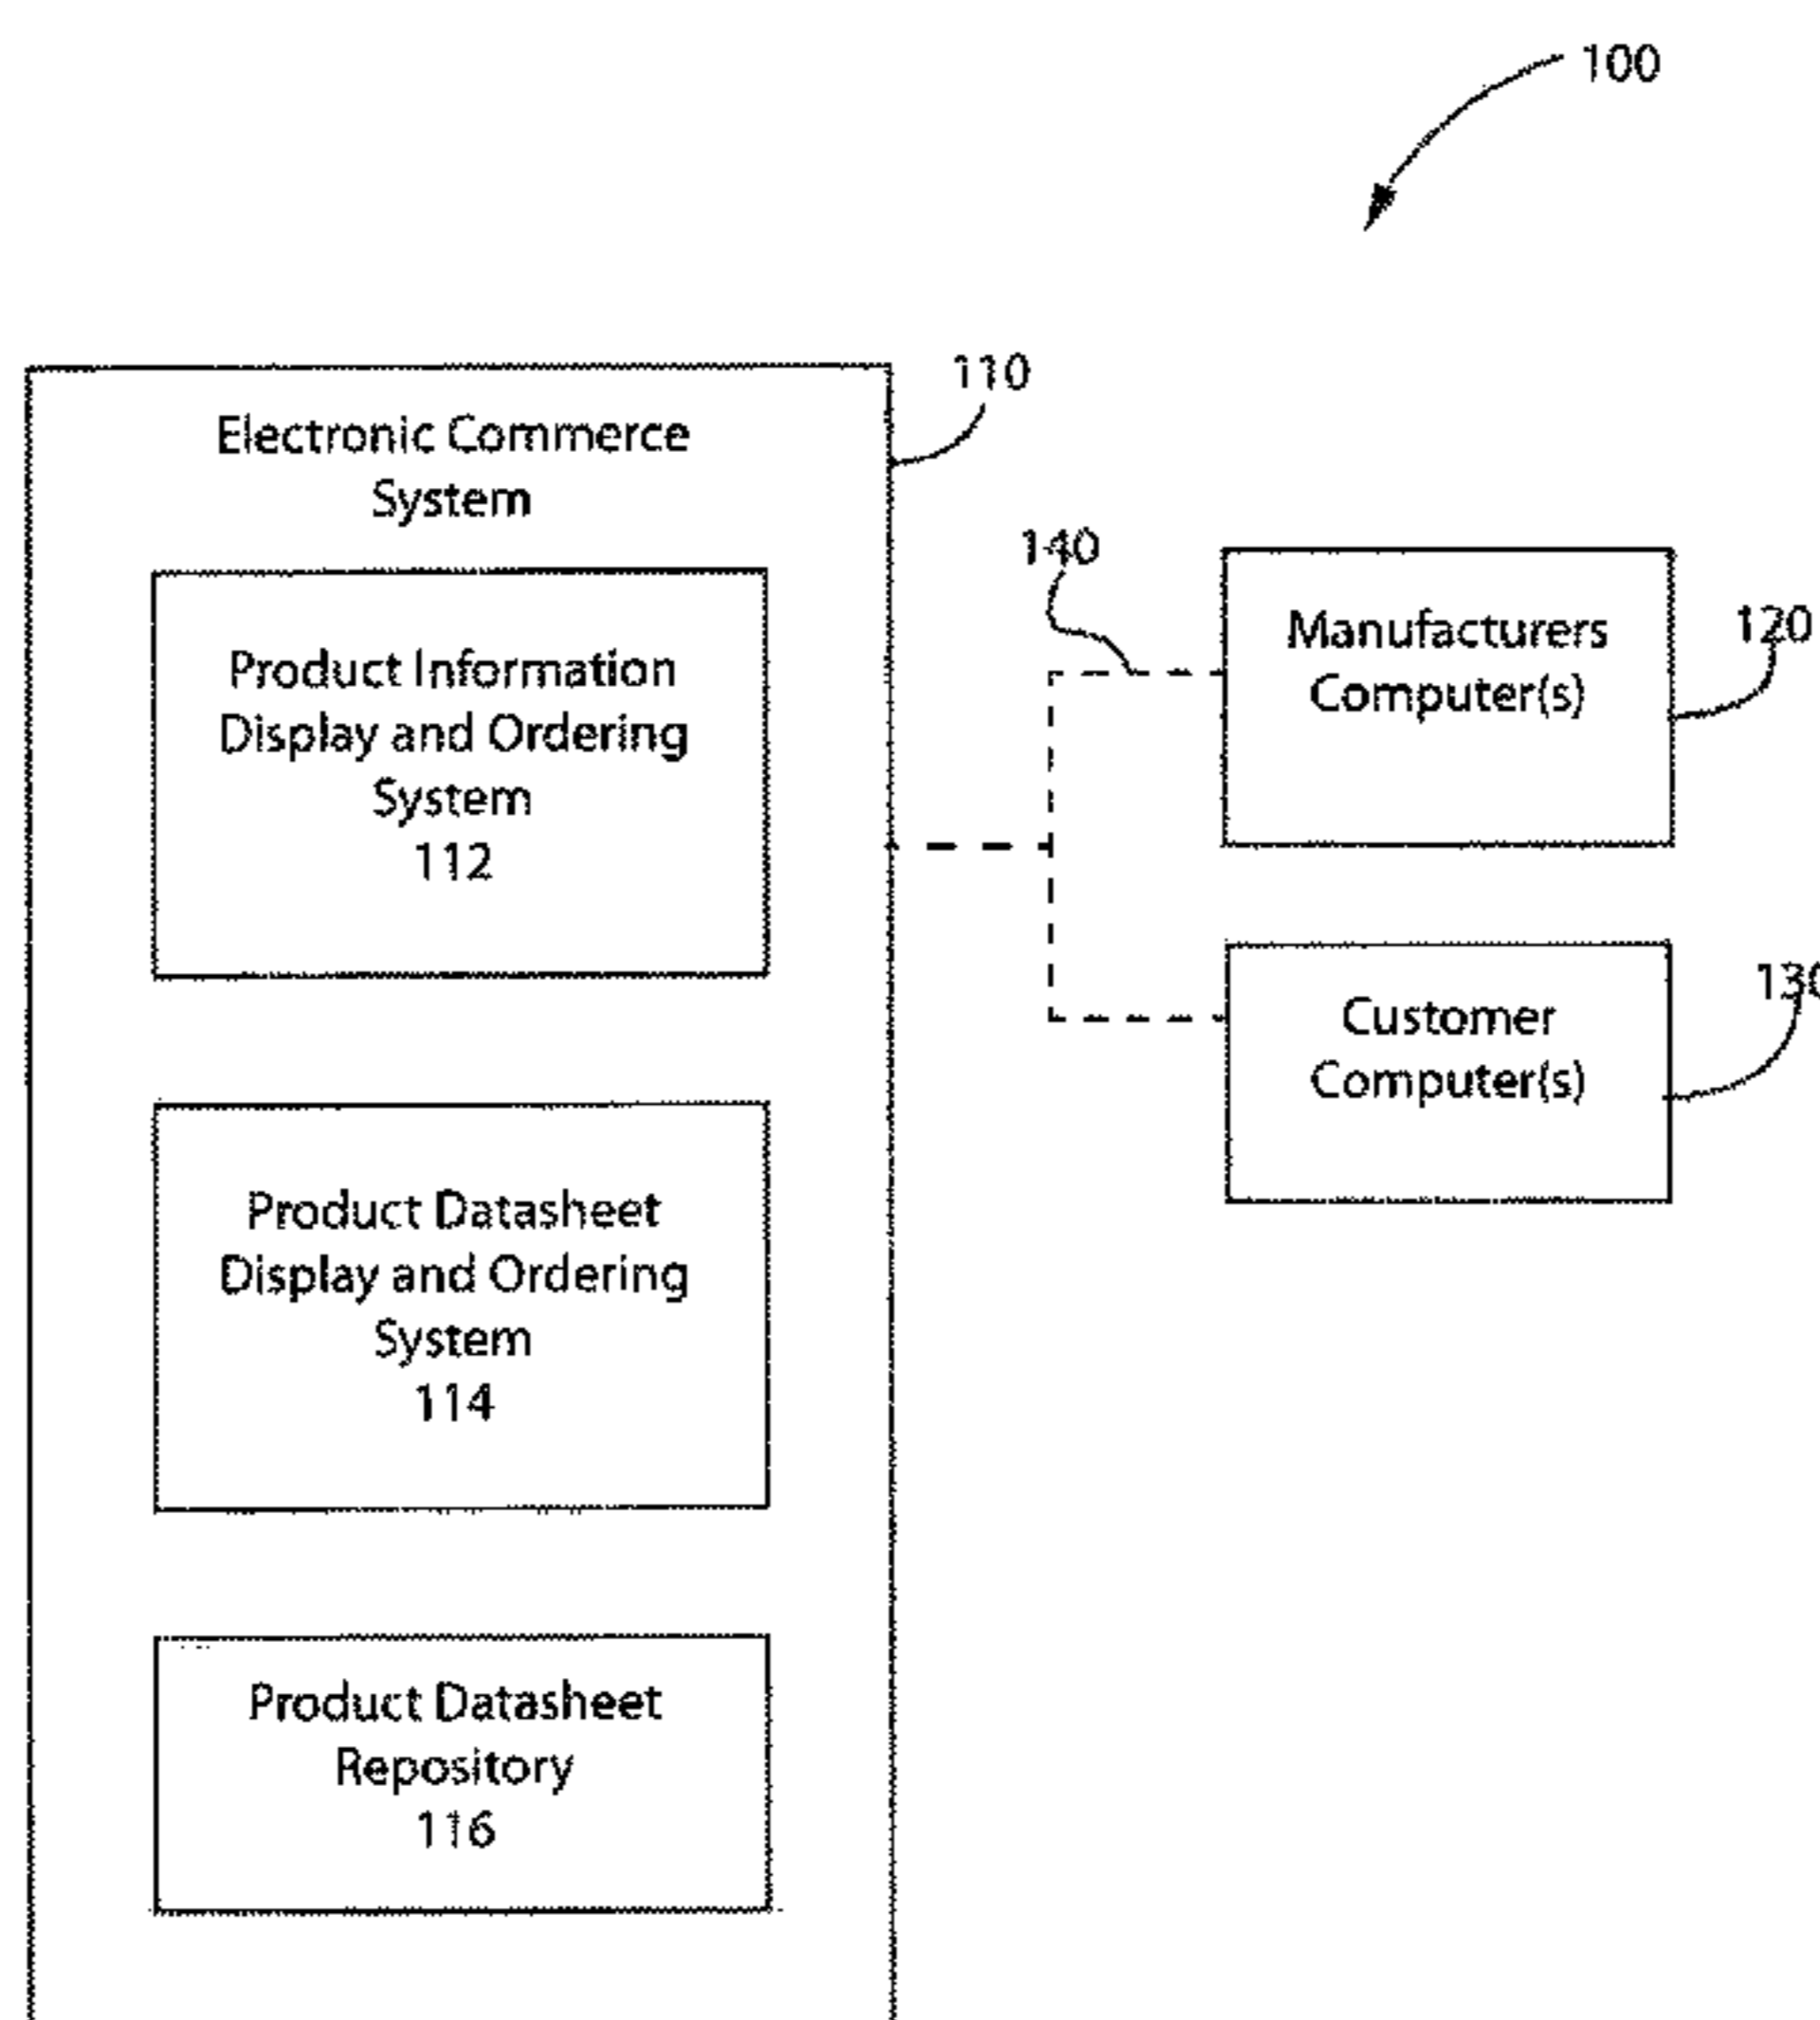 100
110
Electronic Commerce
System
Product Information
Display and Ordering
System
112
Product Datasheet
Display and Ordering
System
114
Product Datasheet
Repository
116
140
Manufacturers
Computer(s)
120
Customer
Computer(s)
130